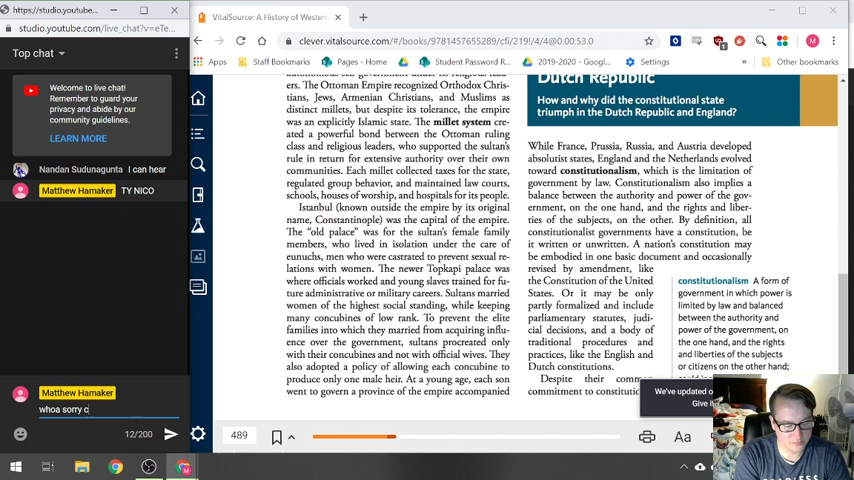 https://studio.youtube.com/live_chat?v=eTe...
studio.youtube.com/live_chat?v=eTe...
Top chat
Welcome to live chat!
Remember to guard your
privacy and abide by our
community guidelines.
LEARN MORE
Nandan Sudunagunta I can hear
Matthew Hamaker TY NICO
Matthew Hamaker
whoa sorry c
12/200
VitalSource: A History of Western
clever.vitalsource.com/#/books/9781457655289/cfi/219!/4/4@0:53.0
Apps
Staff Bookmarks
Pages - Home
Student Password R...
2019-2020 - Googl...
Other bookmarks
ers. The Ottoman Empire recognized Orthodox Chris-
tians, Jews, Armenian Christians, and Muslims as
distinct millets, but despite its tolerance, the empire
was an explicitly Islamic state. The millet system cre-
ated a powerful bond between the Ottoman ruling
class and religious leaders, who supported the sultan's
rule in return for extensive authority over their own
communities. Each millet collected taxes for the state,
regulated group behavior, and maintained law courts,
schools, houses of worship, and hospitals for its people.
Istanbul (known outside the empire by its original
name, Constantinople) was the capital of the empire.
The "old palace" was for the sultan's female family
members, who lived in isolation under the care of
eunuchs, men who were castrated to prevent sexual re-
lations with women. The newer Topkapi palace was
where officials worked and young slaves trained for fu-
ture administrative or military careers. Sultans married
women of the highest social standing, while keeping
many concubines of low rank. To prevent the elite
families into which they married from acquiring influ-
ence over the government, sultans procreated only
with their concubines and not with official wives. They
also adopted a policy of allowing each concubine to
produce only one male heir. At a young age, each son
went to govern a province of the empire accompanied
Dutch Republic
How and why did the constitutional state
triumph in the Dutch Republic and England?
While France, Prussia, Russia, and Austria developed
absolutist states, England and the Netherlands evolved
toward constitutionalism, which is the limitation of
government by law. Constitutionalism also implies a
balance between the authority and power of the gov-
ernment, on the one hand, and the rights and liber-
ties of the subjects, on the other. By definition, all
constitutionalist governments have a constitution, be
it written or unwritten. A nation's constitution may
be embodied in one basic document and occasionally
revised by amendment, like
the Constitution of the United
States. Or it may be only
partly formalized and include
parliamentary statutes, judi-
cial decisions, and a body of
traditional procedures and
practices, like the English and
Dutch constitutions.
Despite their common
commitment to constitutio
constitutionalism A form of
government in which power is
limited by law and balanced
between the authority and
power of the government, on
the one hand, and the rights
and liberties of the subjects
or citizens on the other hand;
We've updated o
Give i
489
Aa